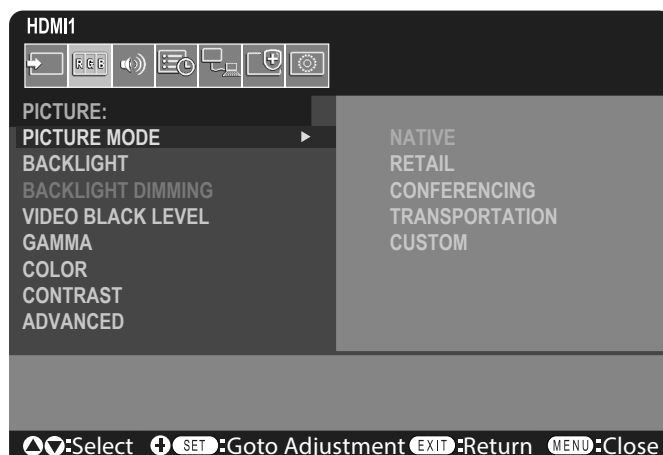 HDMI1
RGB
PICTURE:
PICTURE MODE
NATIVE
BACKLIGHT
RETAIL
BACKLIGHT DIMMING
CONFERENCING
VIDEO BLACK LEVEL
TRANSPORTATION
GAMMA
CUSTOM
COLOR
CONTRAST
ADVANCED
:Select SET :Goto Adjustment EXIT :Return MENU :Close